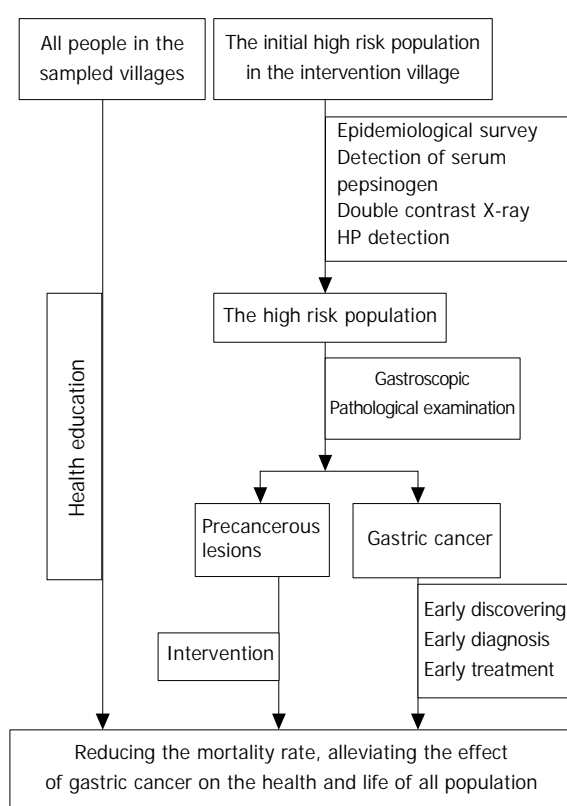 All people in the
sampled villages
The initial high risk population
in the intervention village
Epidemiological survey
Detection of serum
pepsinogen
Double contrast X-ray
HP detection
The high risk population
Gastroscopic
Pathological examination
Health education
Precancerous
lesions
Gastric cancer
Intervention
Early discovering
Early diagnosis
Early treatment
Reducing the mortality rate, alleviating the effect
of gastric cancer on the health and life of all population